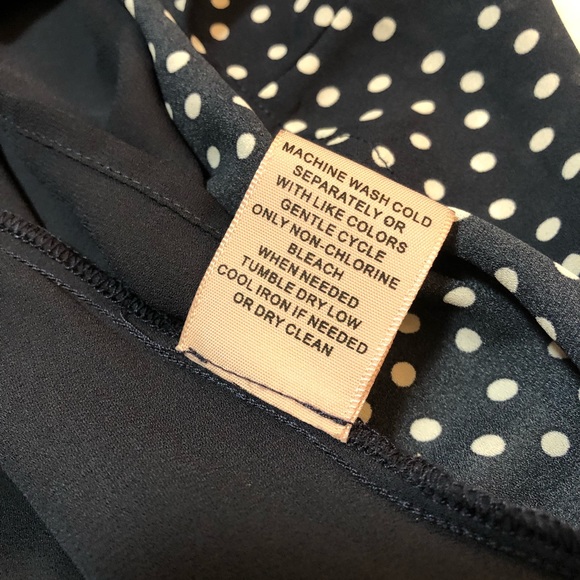 MACHINE WASH COLD
SEPARATELY OR
WITH LIKE COLORS
GENTLE CYCLE
ONLY NON-CHLORINE
BLEACH
WHEN NEEDED
TUMBLE DRY LOW
COOL IRON IF NEEDED
OR DRY CLEAN